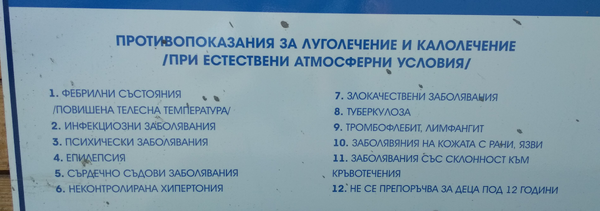 ПРОТИВОПОКАЗАНИЯ ЗА ЛУГОЛЕЧЕНИЕ И КАЛОЛЕЧЕНИЕ
/ПРИ ЕСТЕСТВЕНИ АТМОСФЕРНИ УСЛОВИЯ/
1. ФЕБРИЛНИ СЪСТОЯНИЯ
/ПОВИШЕНА ТЕЛЕСНА ТЕМПЕРАТУРА/
2. ИНФЕКЦИОЗНИ ЗАБОЛЯВАНИЯ
3. ПСИХИЧЕСКИ ЗАБОЛЯВАНИЯ
4. ЕПИЛЕПСИЯ
5. СЪРДЕЧНО СЪДОВИ ЗАБОЛЯВАНИЯ
6. НЕКОНТРОЛИРАНА ХИПЕРТОНИЯ
7. ЗЛОКАЧЕСТВЕНИ ЗАБОЛЯВАНИЯ
8. ТУБЕРКУЛОЗА
9. ТРОМБОФЛЕБИТ, ЛИМФАНГИТ
10. ЗАБОЛЯВЯНИЯ НА КОЖАТА С РАНИ, ЯЗВИ
11. ЗАБОЛЯВАНИЯ СЪС СКЛОННОСТ КЪМ
КРЪВОТЕЧЕНИЯ
12. НЕ СЕ ПРЕПОРЪЧВА ЗА ДЕЦА ПОД 12 ГОДИНИ